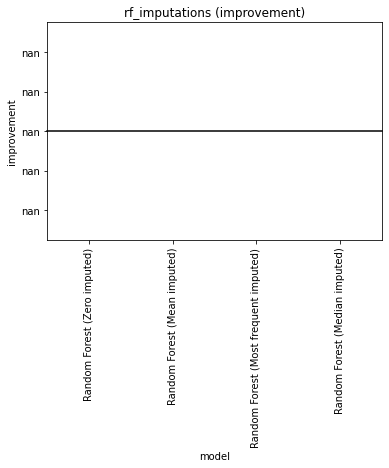 rf_imputations (improvement)
improvement
nan
nan
nan
nan
nan
Random Forest (Zero imputed)
Random Forest (Mean imputed)
Random Forest (Most frequent imputed)
Random Forest (Median imputed)
model